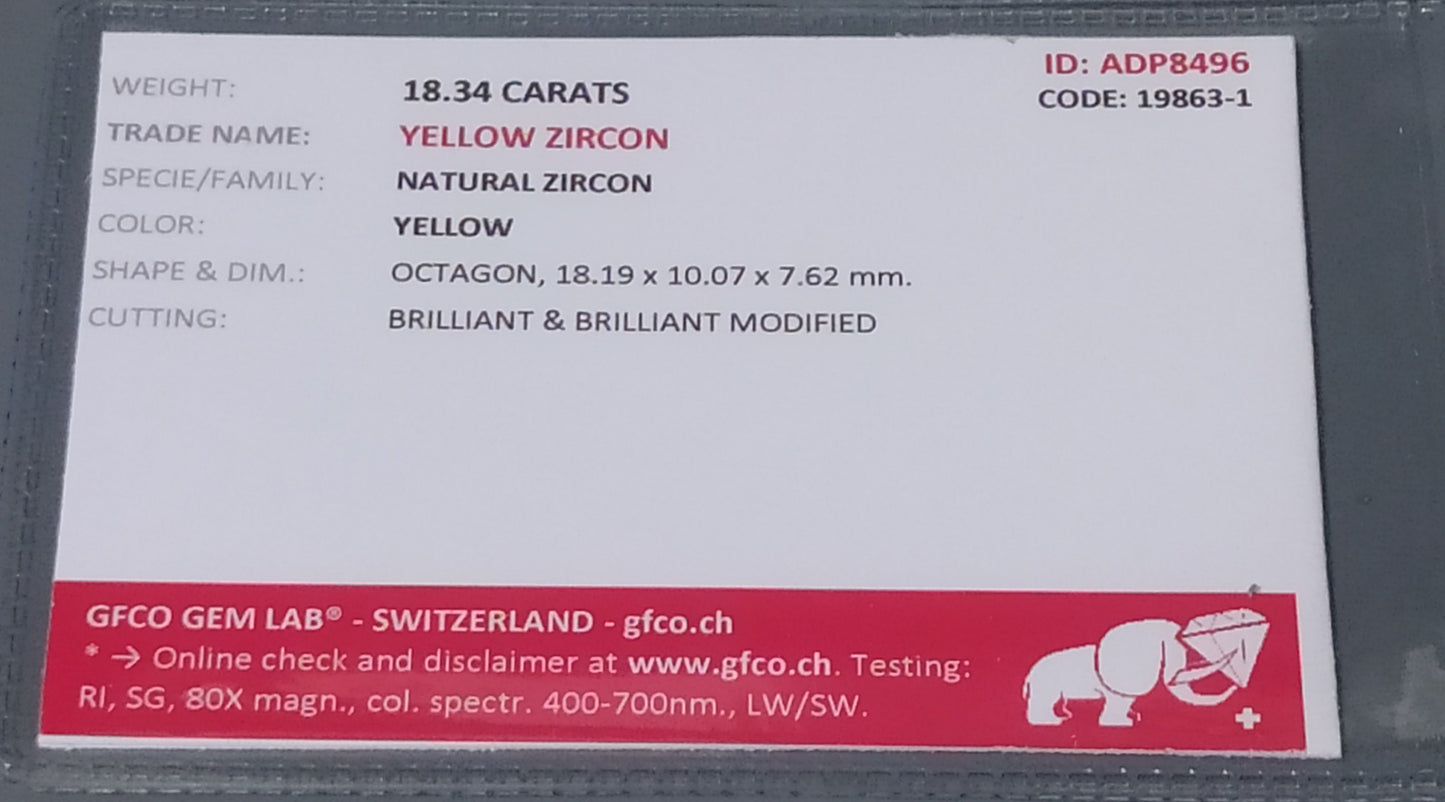 ID: ADP8496
CODE: 19863-1
WEIGHT: 18.34 CARATS
TRADE NAME: YELLOW ZIRCON
SPECIE/FAMILY: NATURAL ZIRCON
COLOR: YELLOW
SHAPE & DIM.: OCTAGON, 18.19 x 10.07 x 7.62 mm.
CUTTING: BRILLIANT & BRILLIANT MODIFIED
GFCO GEM LAB® - SWITZERLAND - gfco.ch
* → Online check and disclaimer at www.gfco.ch. Testing:
RI, SG, 80X magn., col. spectr. 400-700nm., LW/SW.